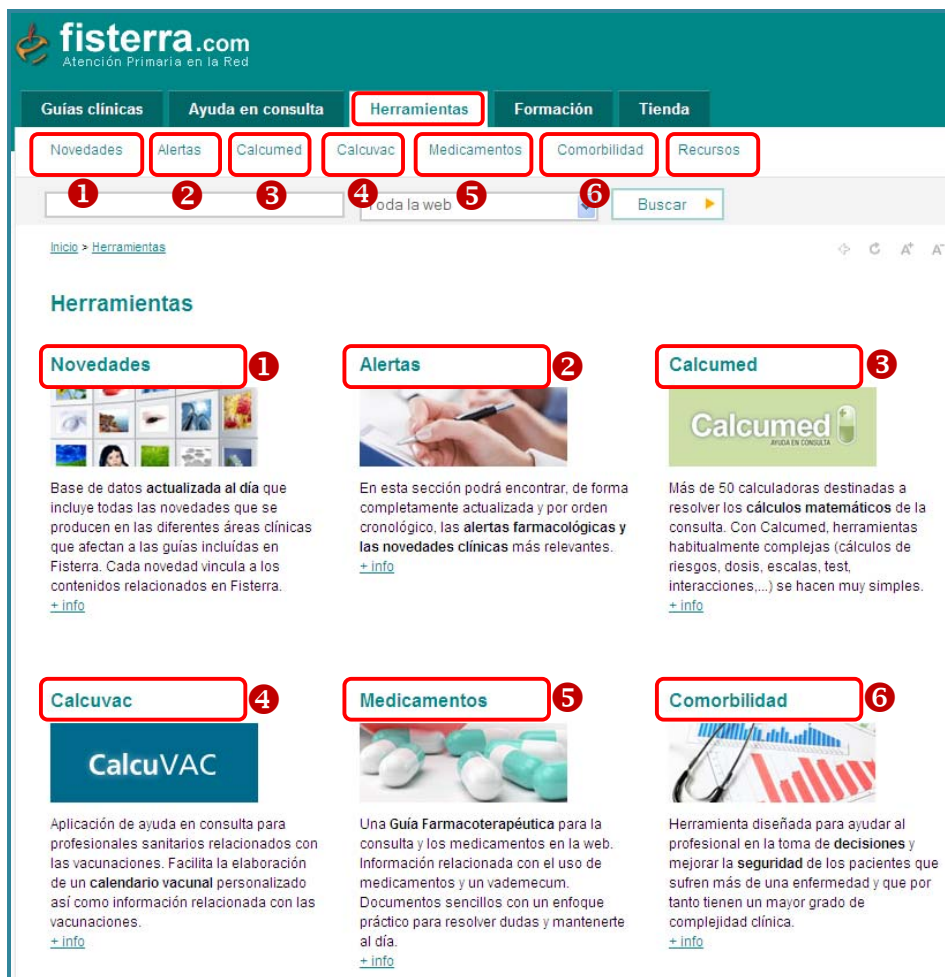 fisterra.com
Atención Primaria en la Red
Guías clínicas Ayuda en consulta Herramientas Formación Tienda
Novedades Alertas Calcumed Calcuvac Medicamentos Comorbilidad Recursos
1 2 3 4 5 6
Toda la web Buscar
Inicio > Herramientas A+ A-
Herramientas
Novedades 1
Base de datos actualizada al día que
incluye todas las novedades que se
producen en las diferentes áreas clínicas
que afectan a las guías incluídas en
Fisterra. Cada novedad vincula a los
contenidos relacionados en Fisterra.
+ info
Alertas 2
En esta sección podrá encontrar, de forma
completamente actualizada y por orden
cronológico, las alertas farmacológicas y
las novedades clínicas más relevantes.
+ info
Calcumed 3
Calcumed
AYUDA EN CONSULTA
Más de 50 calculadoras destinadas a
resolver los cálculos matemáticos de la
consulta. Con Calcumed, herramientas
habitualmente complejas (cálculos de
riesgos, dosis, escalas, test,
interacciones,...) se hacen muy simples.
+ info
Calcuvac 4
CalcuVAC
Aplicación de ayuda en consulta para
profesionales sanitarios relacionados con
las vacunaciones. Facilita la elaboración
de un calendario vacunal personalizado
así como información relacionada con las
vacunaciones.
+ info
Medicamentos 5
Una Guía Farmacoterapéutica para la
consulta y los medicamentos en la web.
Información relacionada con el uso de
medicamentos y un vademecum.
Documentos sencillos con un enfoque
práctico para resolver dudas y mantenerte
al día.
+ info
Comorbilidad 6
Herramienta diseñada para ayudar al
profesional en la toma de decisiones y
mejorar la seguridad de los pacientes que
sufren más de una enfermedad y que por
tanto tienen un mayor grado de
complejidad clínica.
+ info